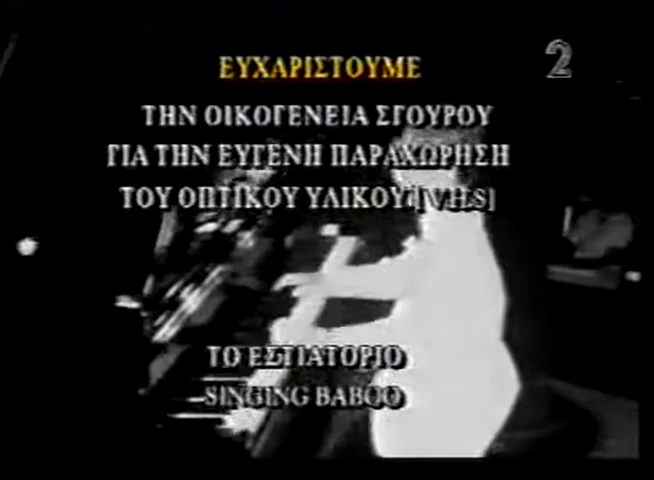 2
ΕΥΧΑΡΙΣΤΟΥΜΕ
ΤΗΝ ΟΙΚΟΓΕΝΕΙΑ ΣΓΟΥΡΟΥ
ΓΙΑ ΤΗΝ ΕΥΓΕΝΗ ΠΑΡΑΧΩΡΗΣΗ
ΤΟΥ ΟΠΤΙΚΟΥ ΥΛΙΚΟΥ [VHS]
ΤΟ ΕΣΤΙΑΤΟΡΙΟ
SINGING BABOO